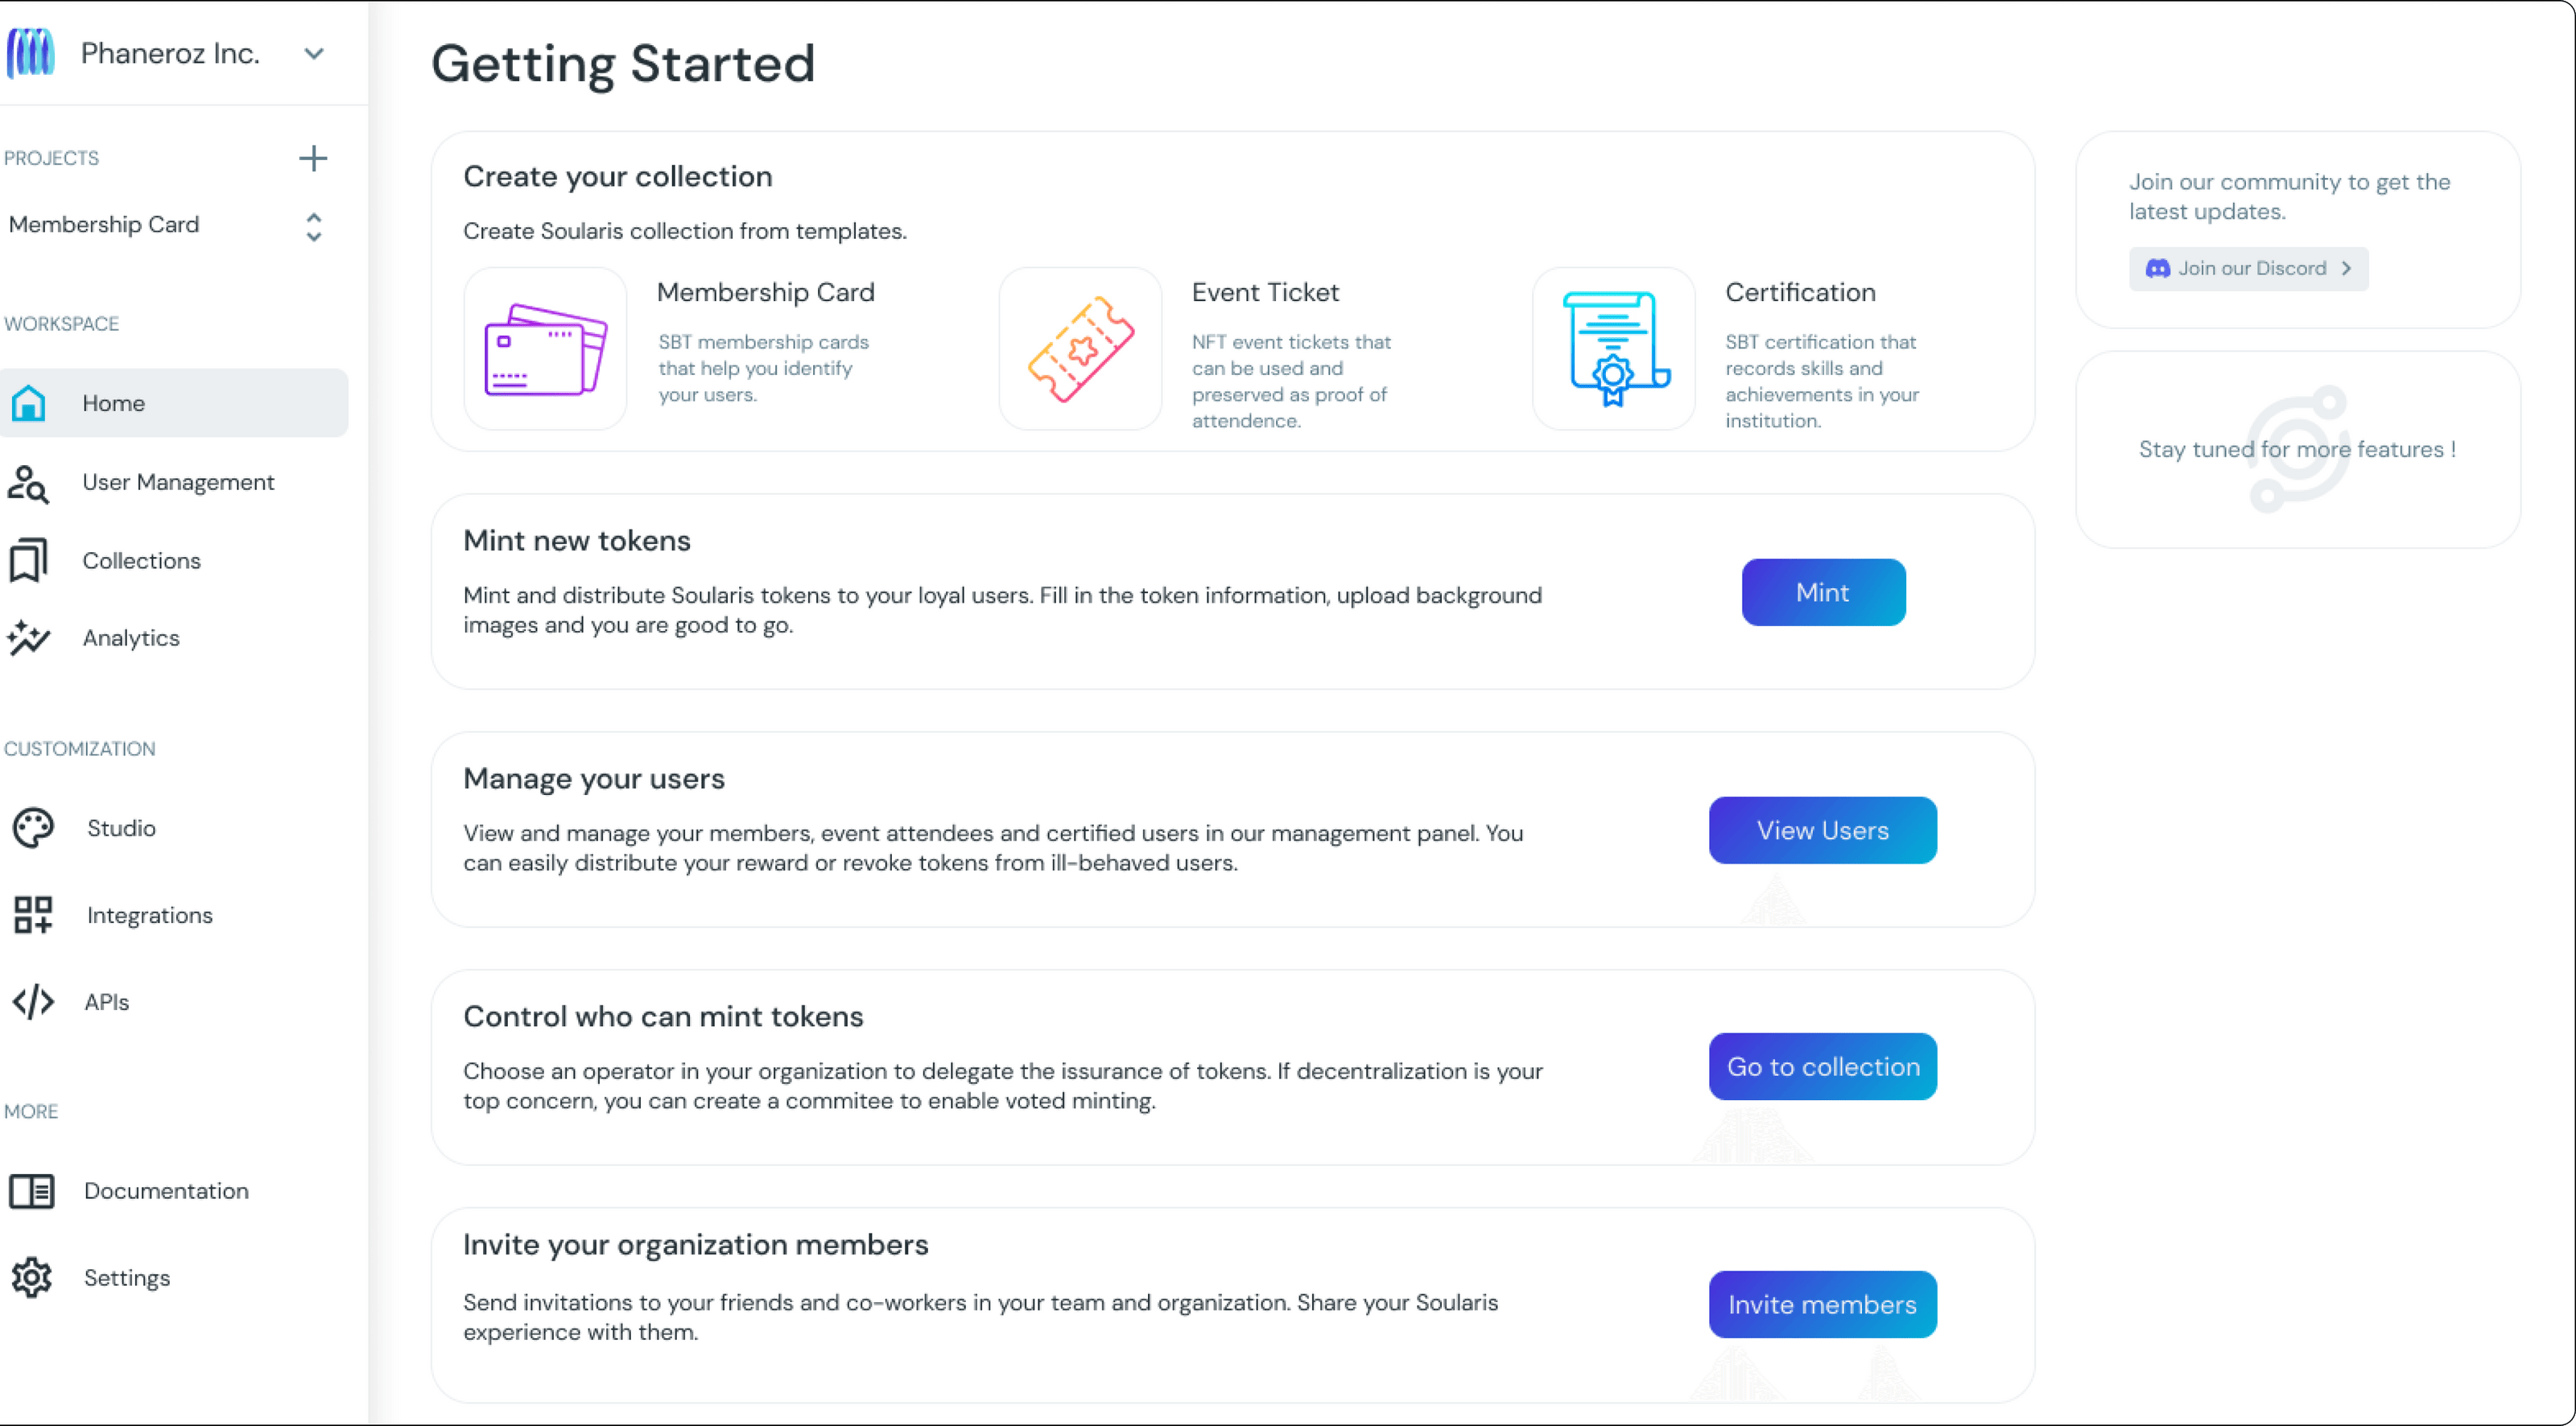 Phaneroz Inc.
PROJECTS
Membership Card
WORKSPACE
Home
User Management
Collections
Analytics
CUSTOMIZATION
Studio
Integrations
APIs
MORE
Documentation
Settings
Getting Started
Create your collection
Create Soularis collection from templates.
Membership Card
SBT membership cards
that help you identify
your users.
Event Ticket
NFT event tickets that
can be used and
preserved as proof of
attendence.
Certification
SBT certification that
records skills and
achievements in your
institution.
Mint new tokens
Mint and distribute Soularis tokens to your loyal users. Fill in the token information, upload background
images and you are good to go.
Mint
Manage your users
View and manage your members, event attendees and certified users in our management panel. You
can easily distribute your reward or revoke tokens from ill-behaved users.
View Users
Control who can mint tokens
Choose an operator in your organization to delegate the issurance of tokens. If decentralization is your
top concern, you can create a commitee to enable voted minting.
Go to collection
Invite your organization members
Send invitations to your friends and co-workers in your team and organization. Share your Soularis
experience with them.
Invite members
Join our community to get the
latest updates.
Join our Discord
Stay tuned for more features !